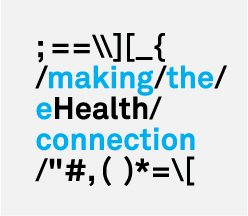 ;==\\][_{
/making/the/
eHealth/
connection
/"#,( )*=\[